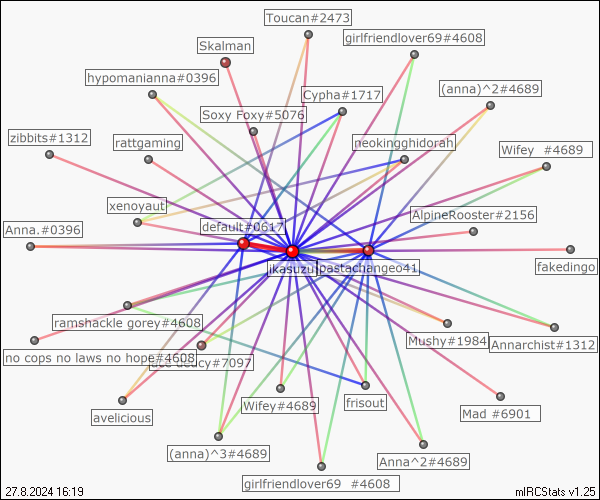 Toucan#2473
girlfriendlover69#4608
Skalman
hypomanianna#0396
(anna)^2#4689
Cypha#1717
Soxy Foxy#5076
zibbits#1312
rattgaming
neokingghidorah
Wifey #4689
xenoyaut
AlpineRooster#2156
Anna.#0396
default#0617
ikasuzu
pastachangeo41
fakedingo
ramshackle gorey#4608
Mushy#1984
Annarchist#1312
no cops no laws no hope#4608
deucy#7097
Wifey#4689
frisout
avelicious
Mad #6901
(anna)^3#4689
Anna^2#4689
girlfriendlover69 #4608
27.8.2024 16:19
mIRCStats v1.25